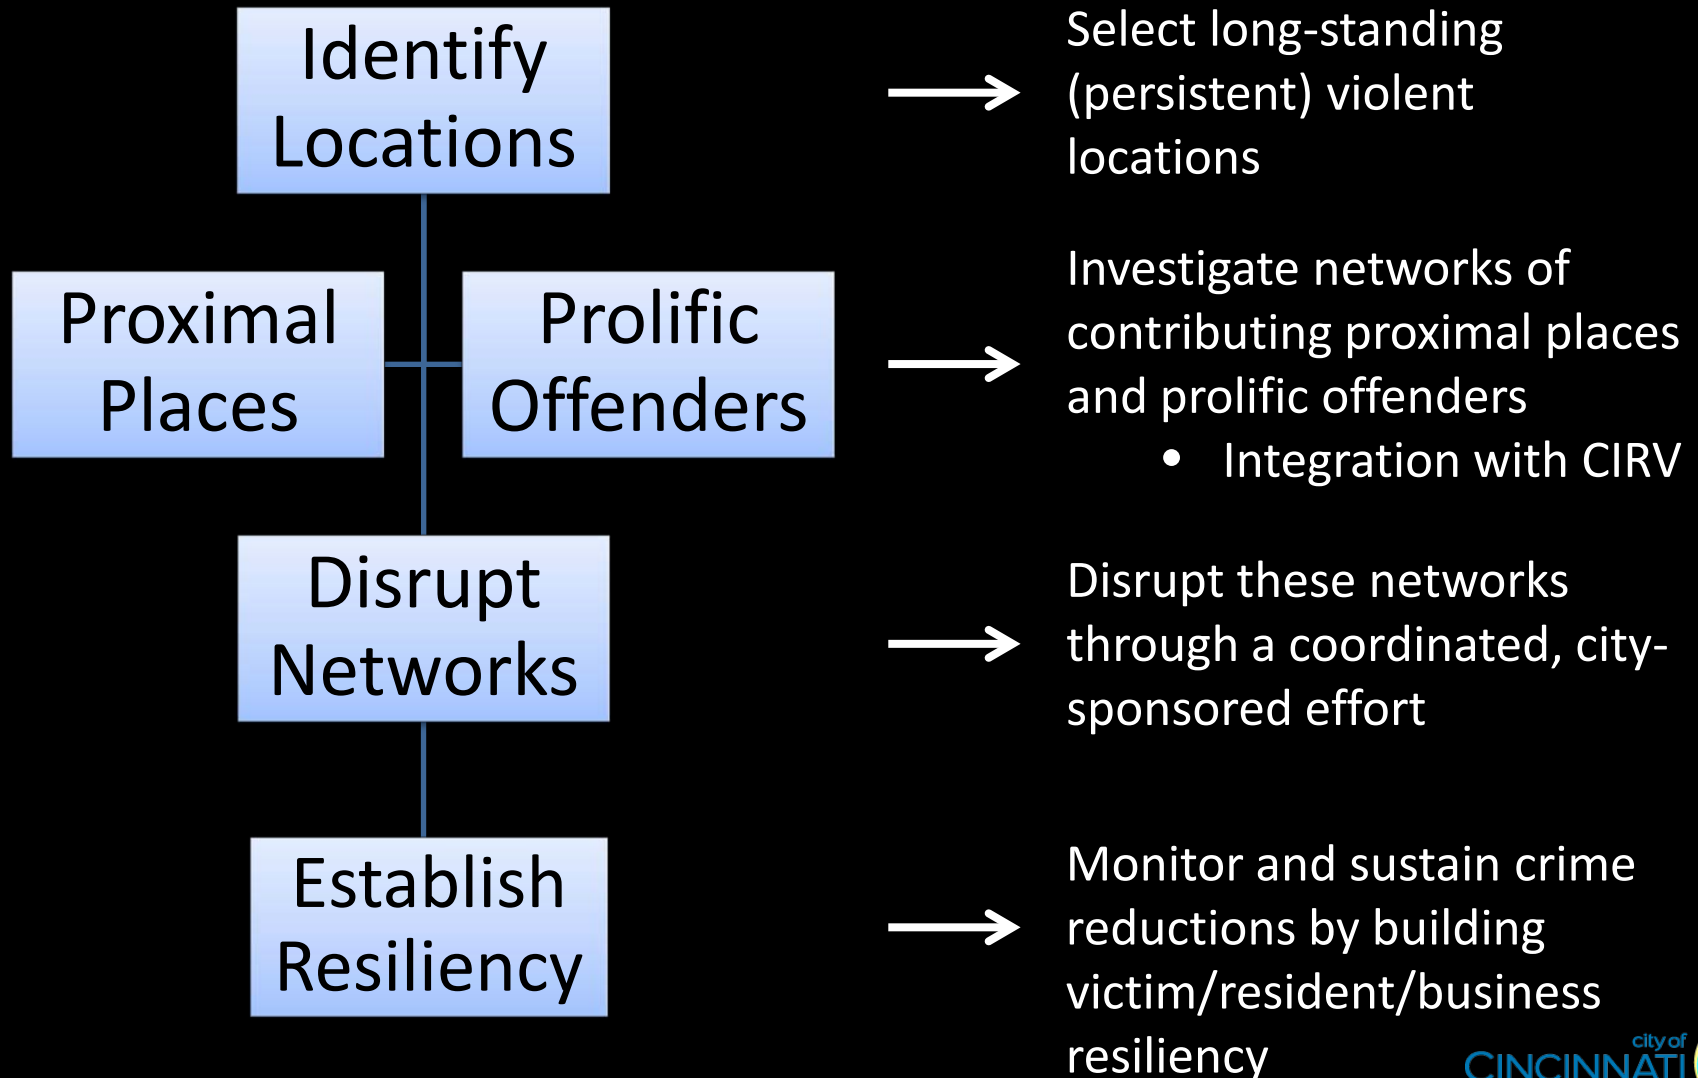 Identify
Locations
Select long-standing
(persistent) violent
locations
Proximal
Places
Prolific
Offenders
Investigate networks of
contributing proximal places
and prolific offenders
• Integration with CIRV
Disrupt
Networks
Disrupt these networks
through a coordinated, city-
sponsored effort
Establish
Resiliency
Monitor and sustain crime
reductions by building
victim/resident/business
resiliency
city of
CINCINNATI